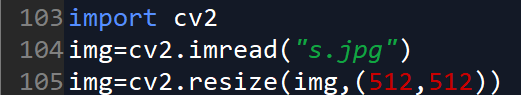 103 import cv2
104 img=cv2.imread("s.jpg")
105 img=cv2.resize(img,(512,512))